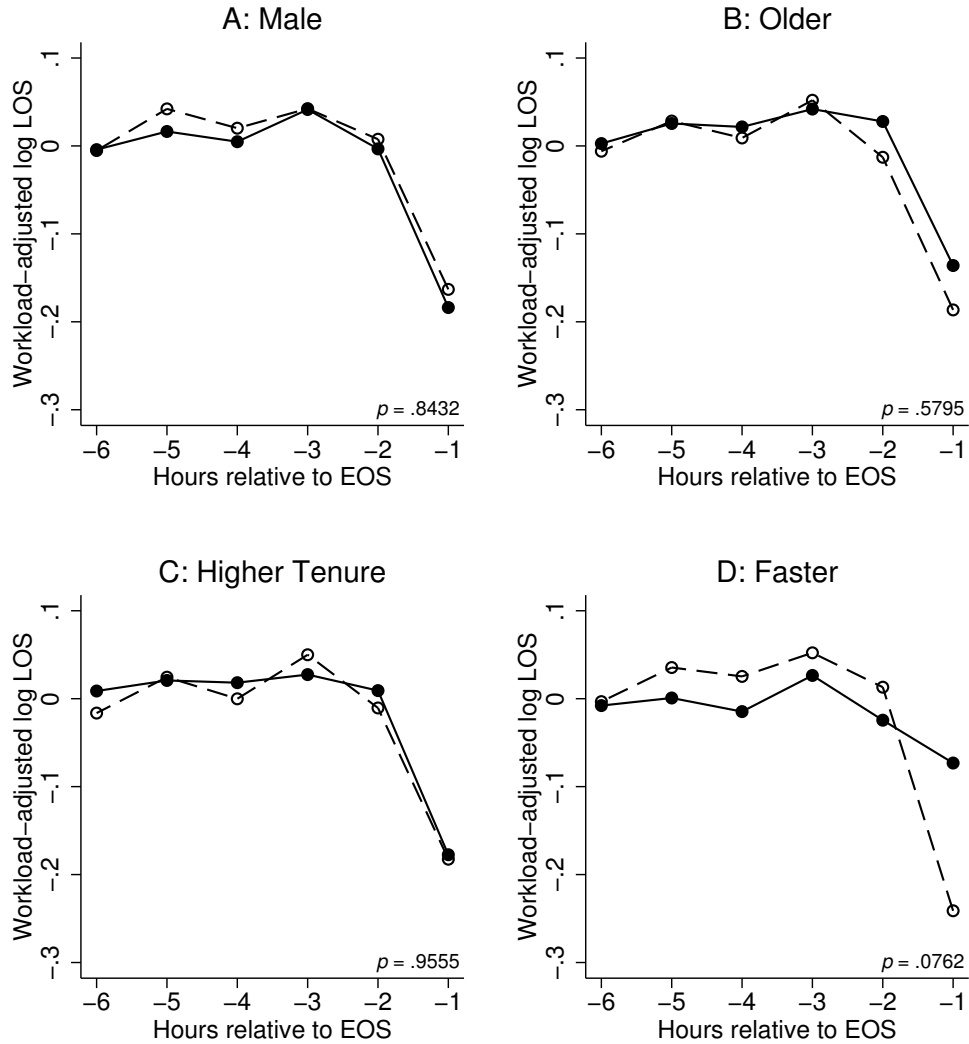 A: Male
Workload−adjusted log LOS
.1
0
−.1
−.2
−.3
p = .8432
−6 −5 −4 −3 −2 −1
Hours relative to EOS
B: Older
Workload−adjusted log LOS
.1
0
−.1
−.2
−.3
p = .5795
−6 −5 −4 −3 −2 −1
Hours relative to EOS
C: Higher Tenure
Workload−adjusted log LOS
.1
0
−.1
−.2
−.3
p = .9555
−6 −5 −4 −3 −2 −1
Hours relative to EOS
D: Faster
Workload−adjusted log LOS
.1
0
−.1
−.2
−.3
p = .0762
−6 −5 −4 −3 −2 −1
Hours relative to EOS